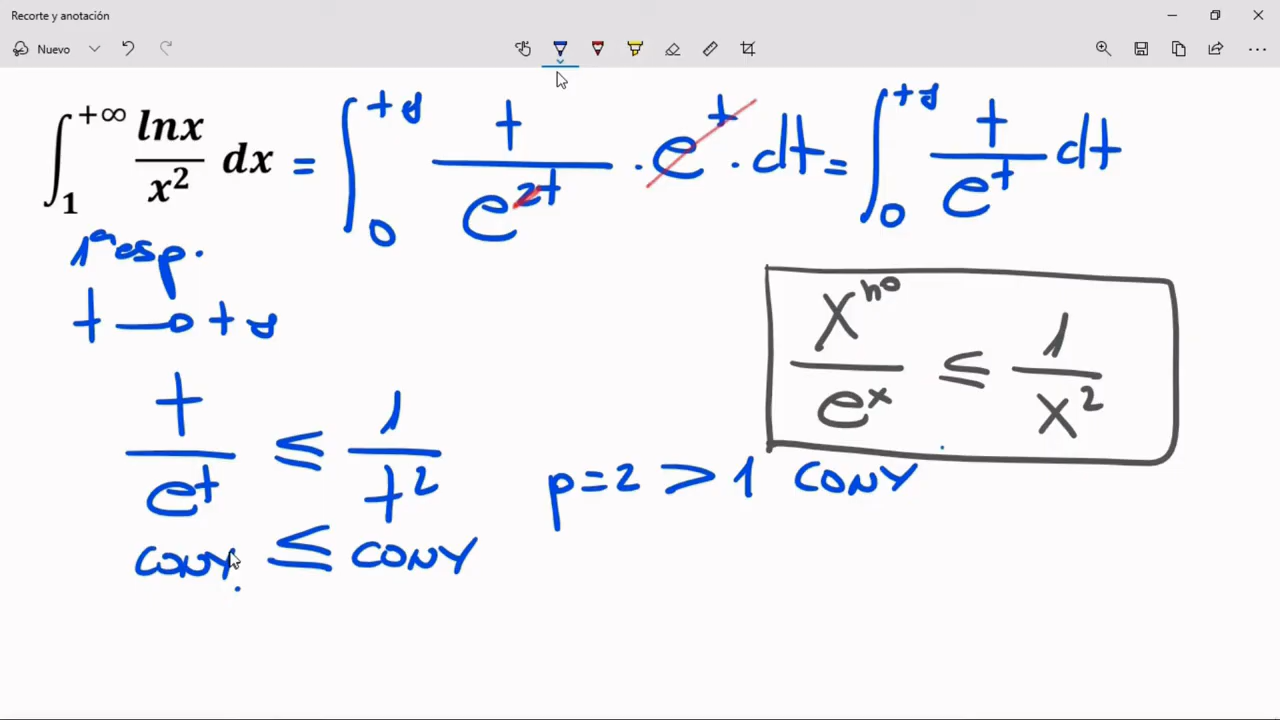 Recorte y anotación
Nuevo
∫₁^{+∞} lnx/x² dx = ∫₀^{+∞} t/e^{2t} · e^t · dt = ∫₀^{+∞} t/e^t dt
1ª esp.
t → +∞
x^{nº}/e^x ≤ 1/x²
t/e^t ≤ 1/t² p=2 > 1 CONV
CONV ≤ CONV